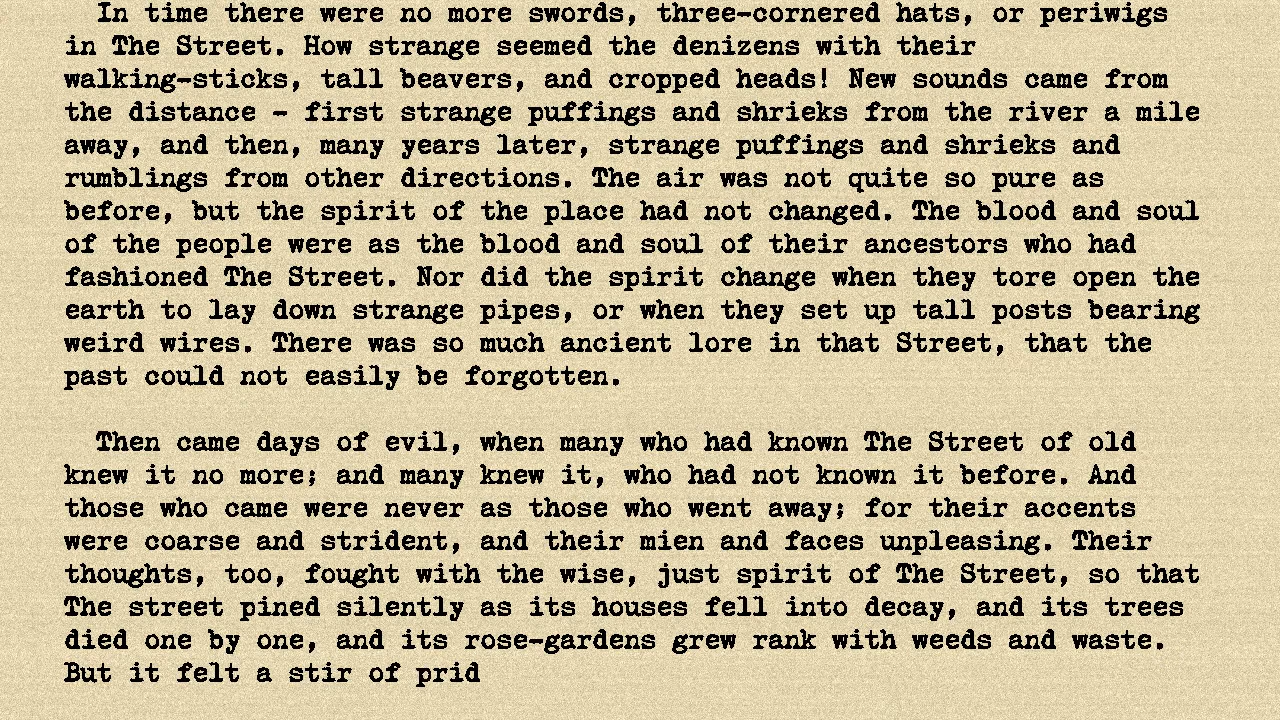 In time there were no more swords, three-cornered hats, or periwigs
in The Street. How strange seemed the denizens with their
walking-sticks, tall beavers, and cropped heads! New sounds came from
the distance - first strange puffings and shrieks from the river a mile
away, and then, many years later, strange puffings and shrieks and
rumblings from other directions. The air was not quite so pure as
before, but the spirit of the place had not changed. The blood and soul
of the people were as the blood and soul of their ancestors who had
fashioned The Street. Nor did the spirit change when they tore open the
earth to lay down strange pipes, or when they set up tall posts bearing
weird wires. There was so much ancient lore in that Street, that the
past could not easily be forgotten.

Then came days of evil, when many who had known The Street of old
knew it no more; and many knew it, who had not known it before. And
those who came were never as those who went away; for their accents
were coarse and strident, and their mien and faces unpleasing. Their
thoughts, too, fought with the wise, just spirit of The Street, so that
The street pined silently as its houses fell into decay, and its trees
died one by one, and its rose-gardens grew rank with weeds and waste.
But it felt a stir of prid